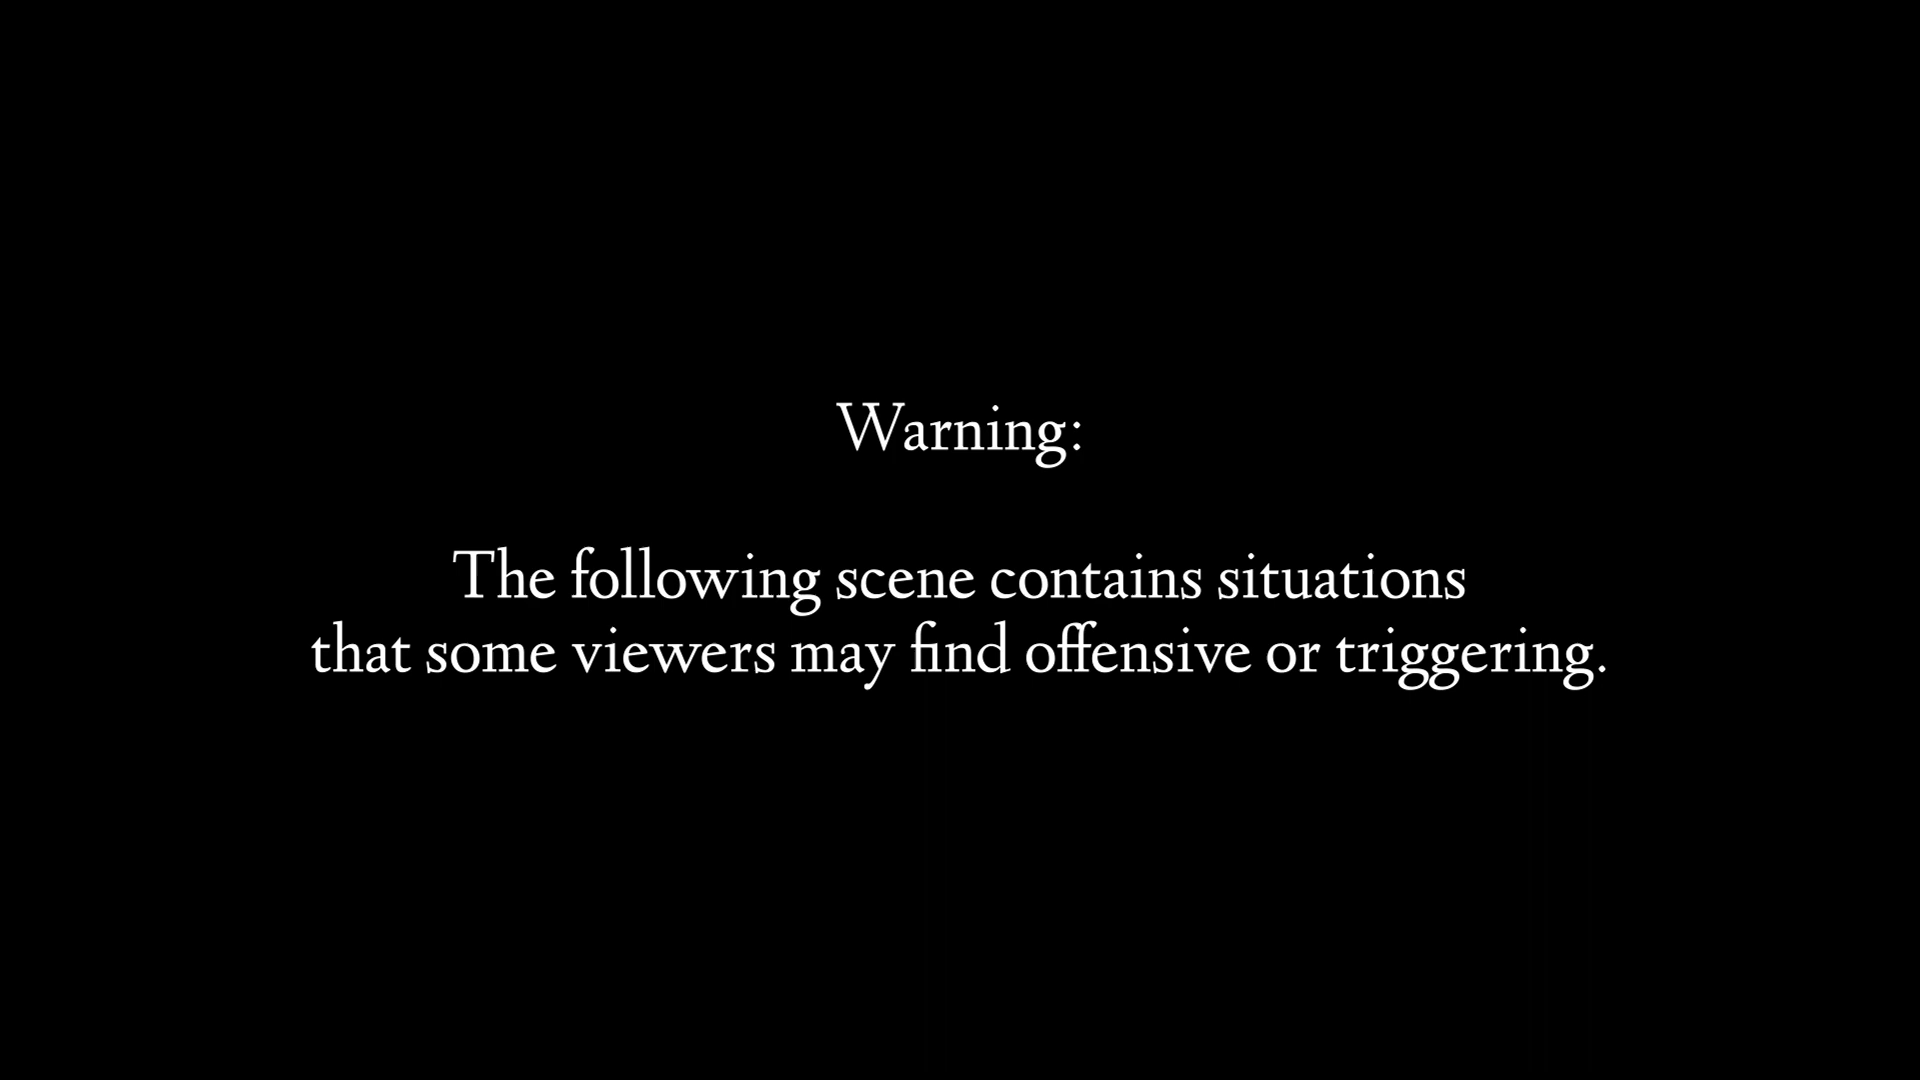 Warning:
The following scene contains situations
that some viewers may find offensive or triggering.